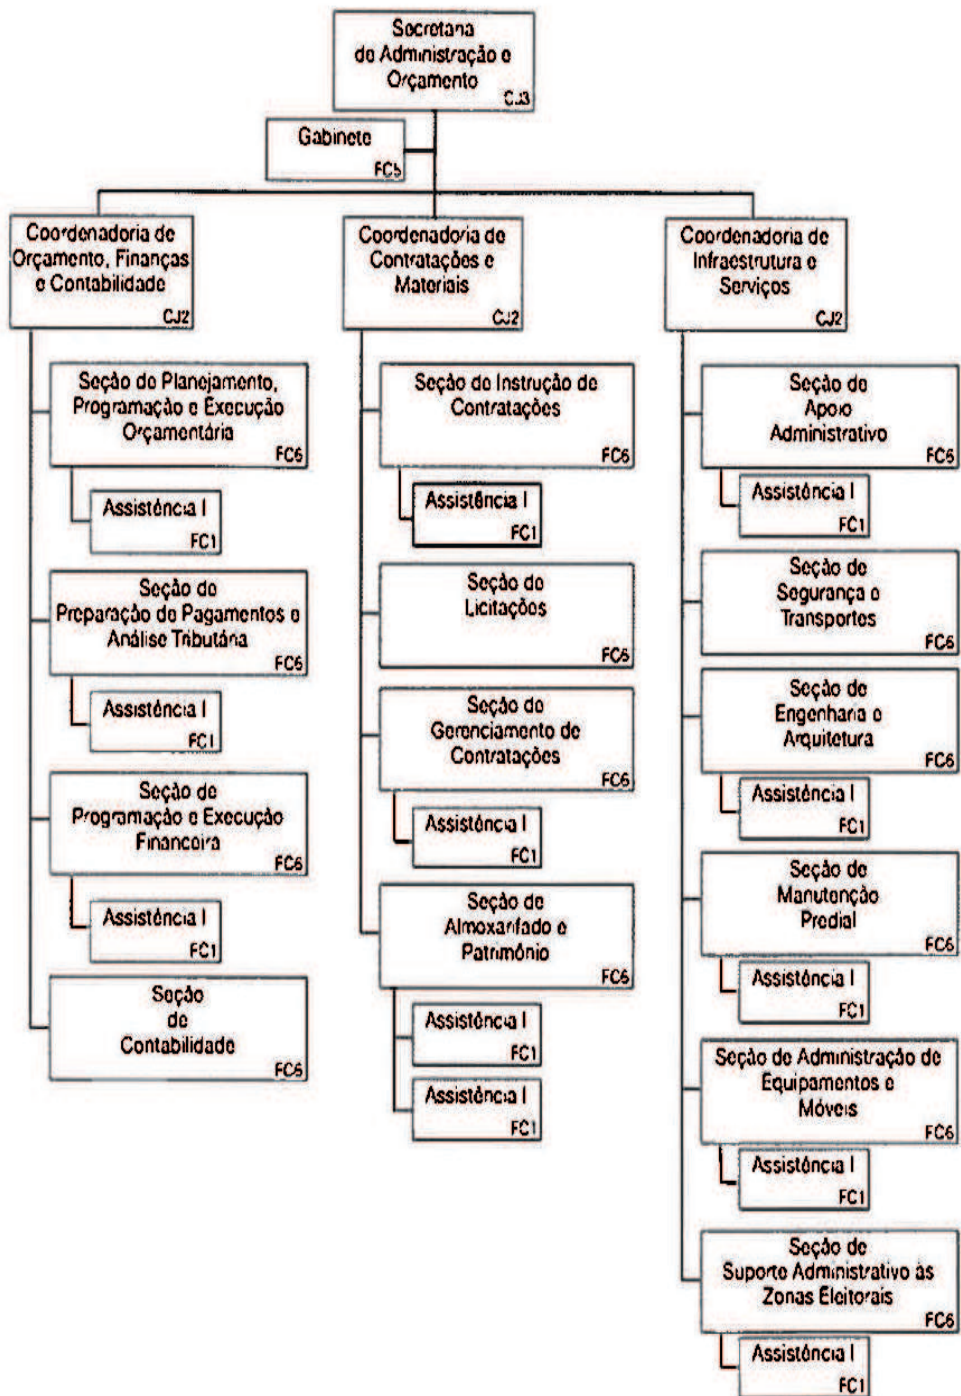 Secretaria
de Administração e
Orçamento
CJ3
Gabinete
FC5
Coordenadoria de
Orçamento, Finanças
e Contabilidade
CJ2
Seção de Planejamento,
Programação e Execução
Orçamentária
FC6
Assistência I
FC1
Seção de
Preparação de Pagamentos e
Análise Tributária
FC6
Assistência I
FC1
Seção de
Programação e Execução
Financeira
FC6
Assistência I
FC1
Seção
de
Contabilidade
FC6
Coordenadoria de
Contratações e
Materiais
CJ2
Seção de Instrução de
Contratações
FC6
Assistência I
FC1
Seção de
Licitações
FC6
Seção de
Gerenciamento de
Contratações
FC6
Assistência I
FC1
Seção de
Almoxarifado e
Patrimônio
FC6
Assistência I
FC1
Assistência I
FC1
Coordenadoria de
Infraestrutura e
Serviços
CJ2
Seção de
Apoio
Administrativo
FC6
Assistência I
FC1
Seção de
Segurança e
Transportes
FC6
Seção de
Engenharia e
Arquitetura
FC6
Assistência I
FC1
Seção de
Manutenção
Predial
FC6
Assistência I
FC1
Seção de Administração de
Equipamentos e
Móveis
FC6
Assistência I
FC1
Seção de
Suporte Administrativo às
Zonas Eleitorais
FC6
Assistência I
FC1